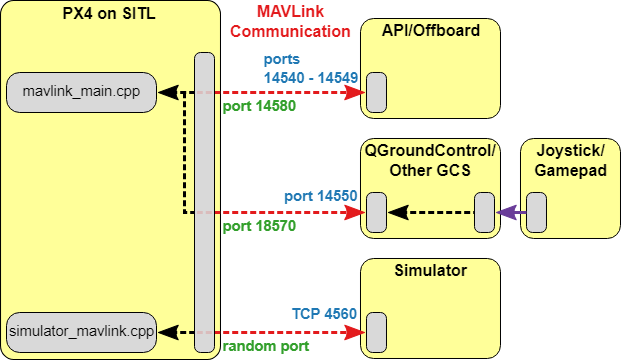 PX4 on SITL
MAVLink
Communication
API/Offboard
ports
14540 - 14549
mavlink_main.cpp
port 14580
QGroundControl/
Other GCS
Joystick/
Gamepad
port 14550
port 18570
Simulator
TCP 4560
simulator_mavlink.cpp
random port